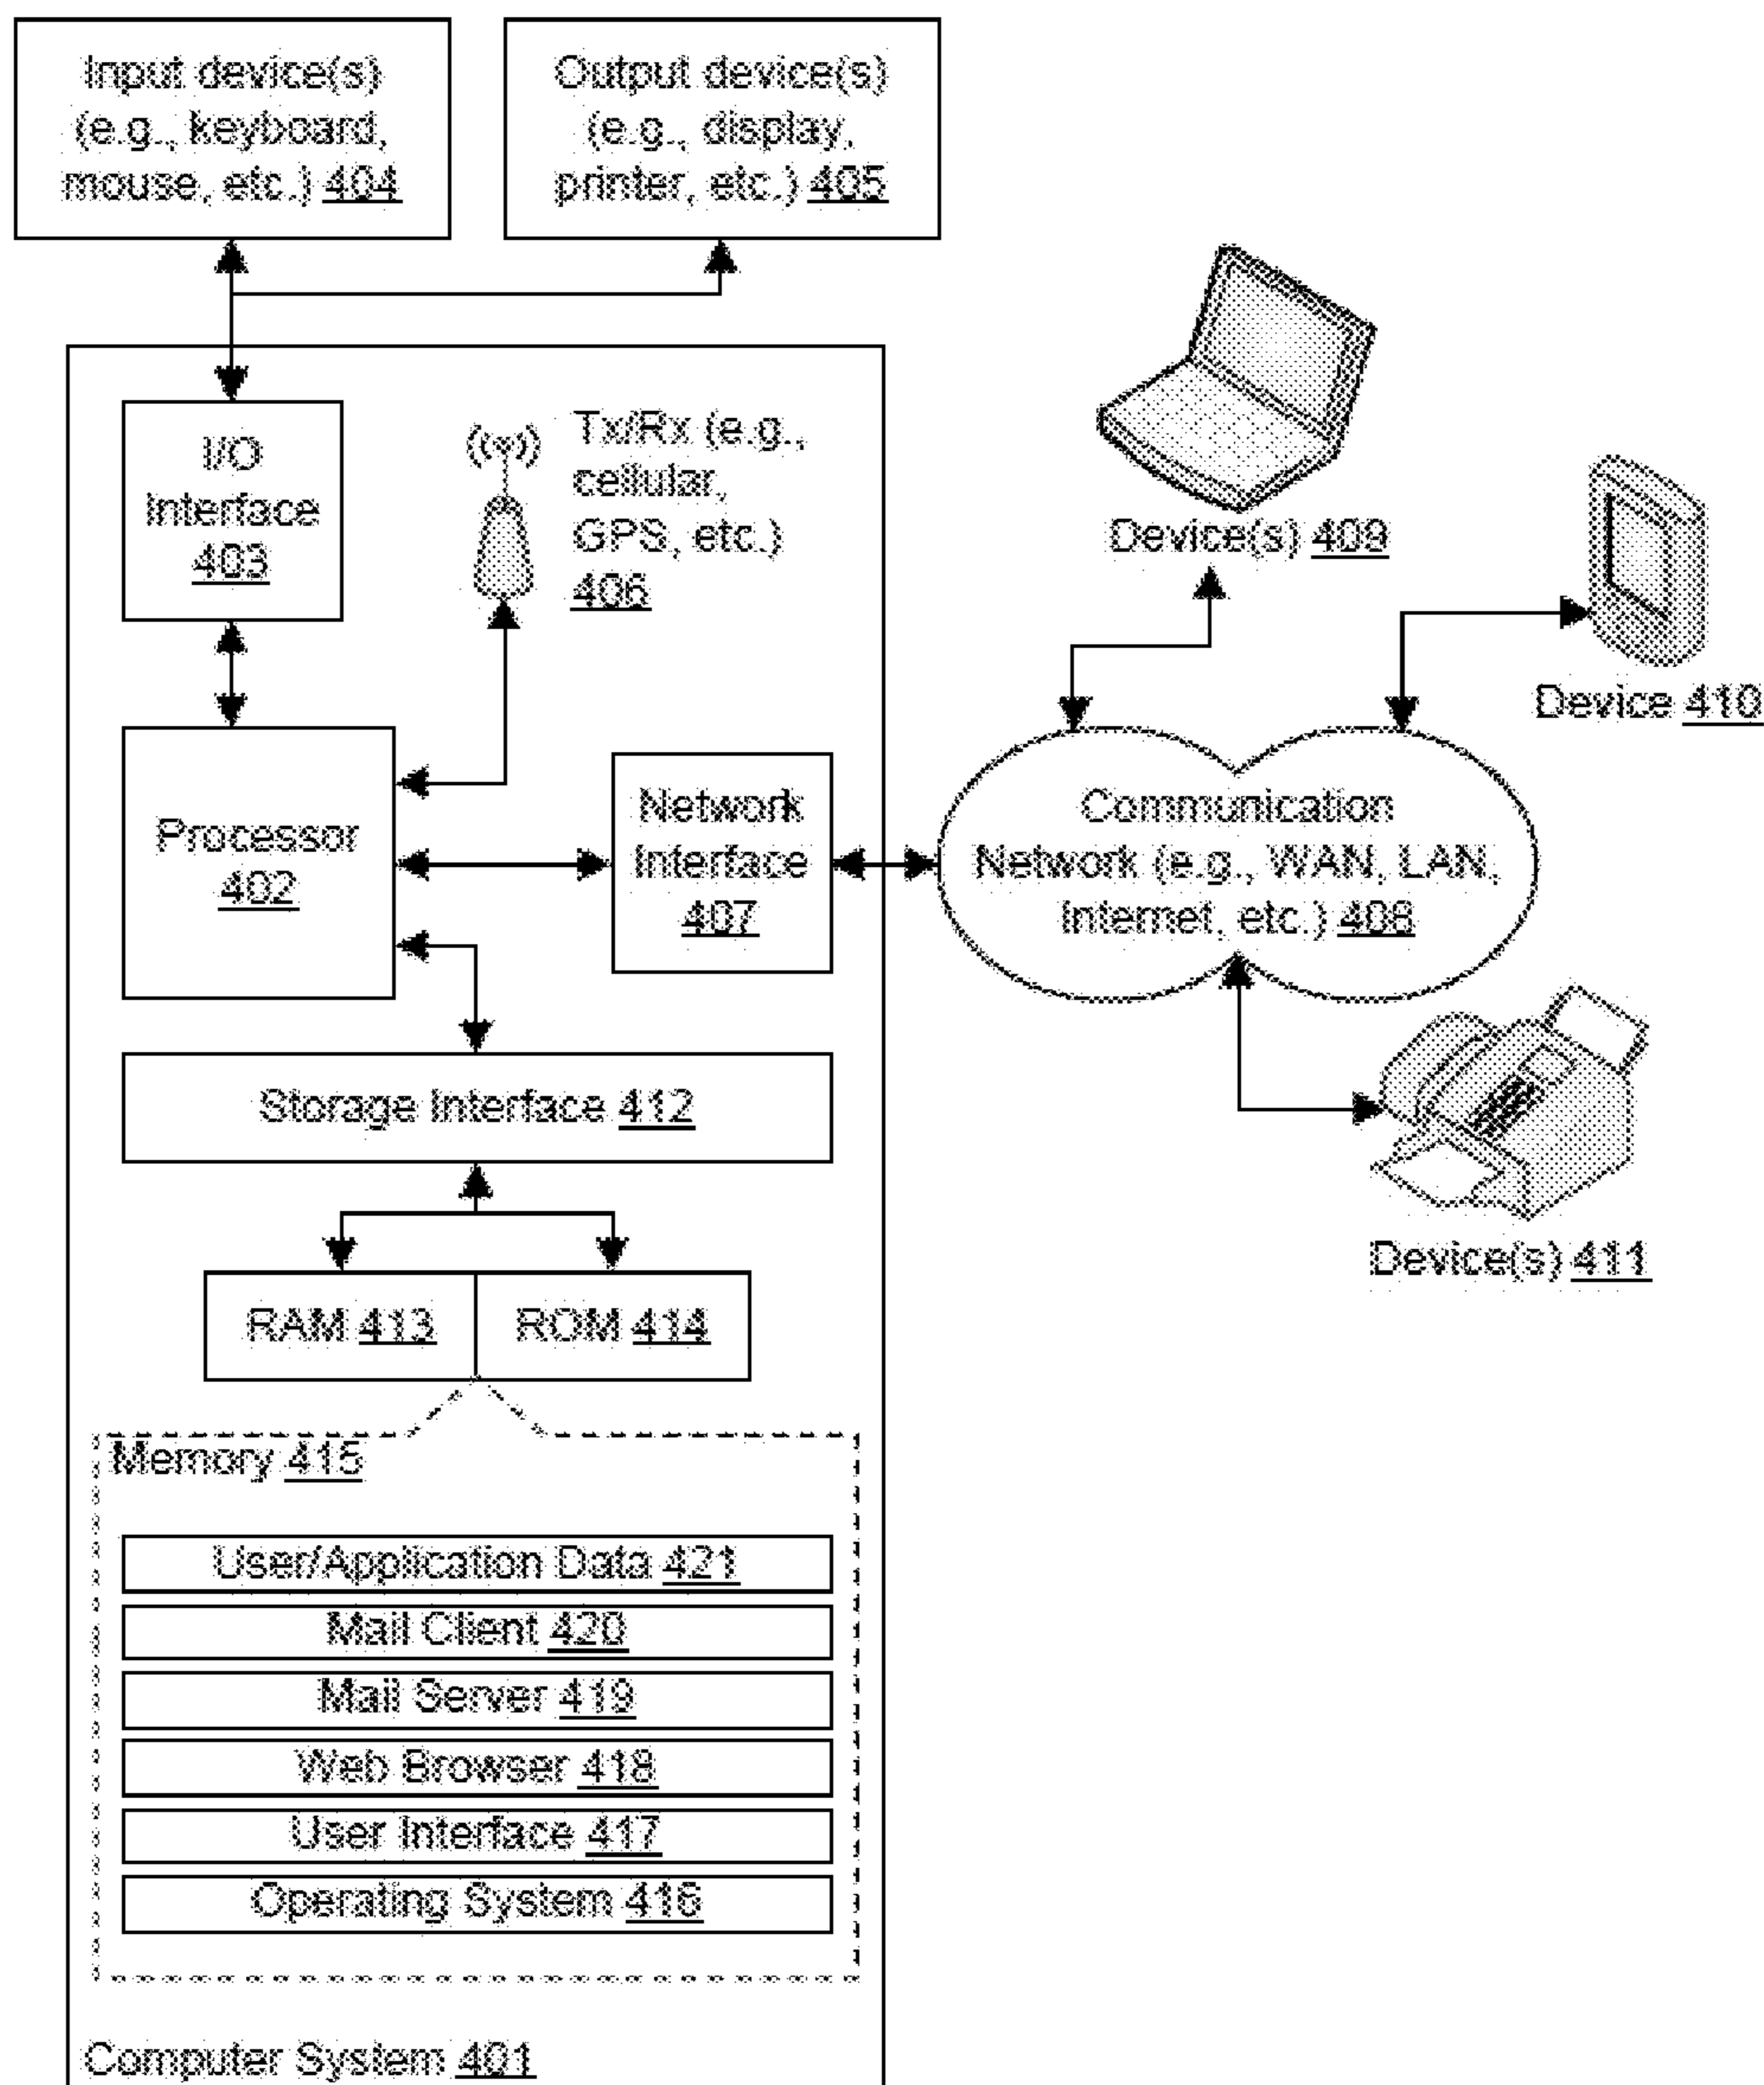 Input device(s)
(e.g., keyboard,
mouse, etc.) 404
Output device(s)
(e.g., display,
printer, etc.) 405
I/O
Interface
403
Tx/Rx (e.g.,
cellular,
GPS, etc.)
406
Device(s) 409
Device 410
Processor
402
Network
Interface
407
Communication
Network (e.g., WAN, LAN,
Internet, etc.) 408
Storage Interface 412
Device(s) 411
RAM 413
ROM 414
Memory 415
User/Application Data 421
Mail Client 420
Mail Server 419
Web Browser 418
User Interface 417
Operating System 416
Computer System 401